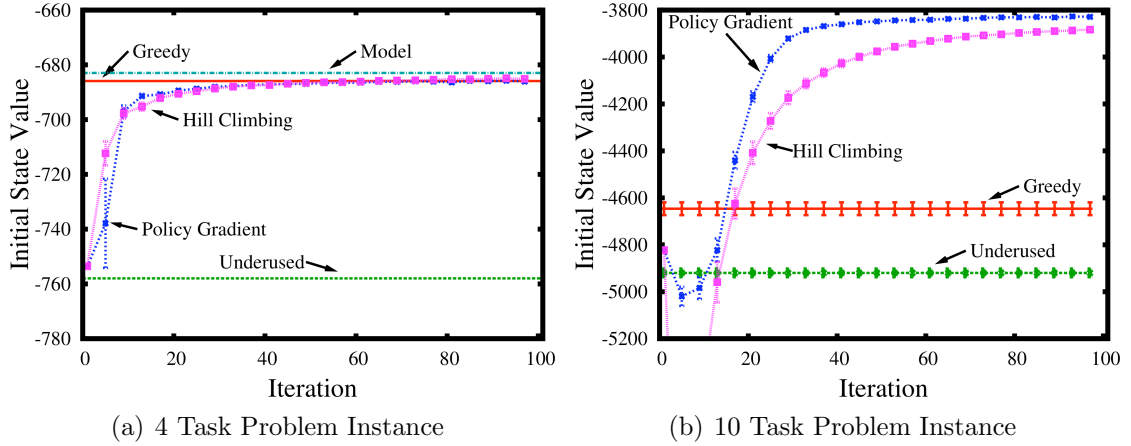 -660
-680
-700
-720
-740
-760
-780
0
20
40
60
80
100
Initial State Value
Iteration
Greedy
Model
Hill Climbing
Policy Gradient
Underused
(a) 4 Task Problem Instance
-3800
-4000
-4200
-4400
-4600
-4800
-5000
-5200
0
20
40
60
80
100
Initial State Value
Iteration
Policy Gradient
Hill Climbing
Greedy
Underused
(b) 10 Task Problem Instance